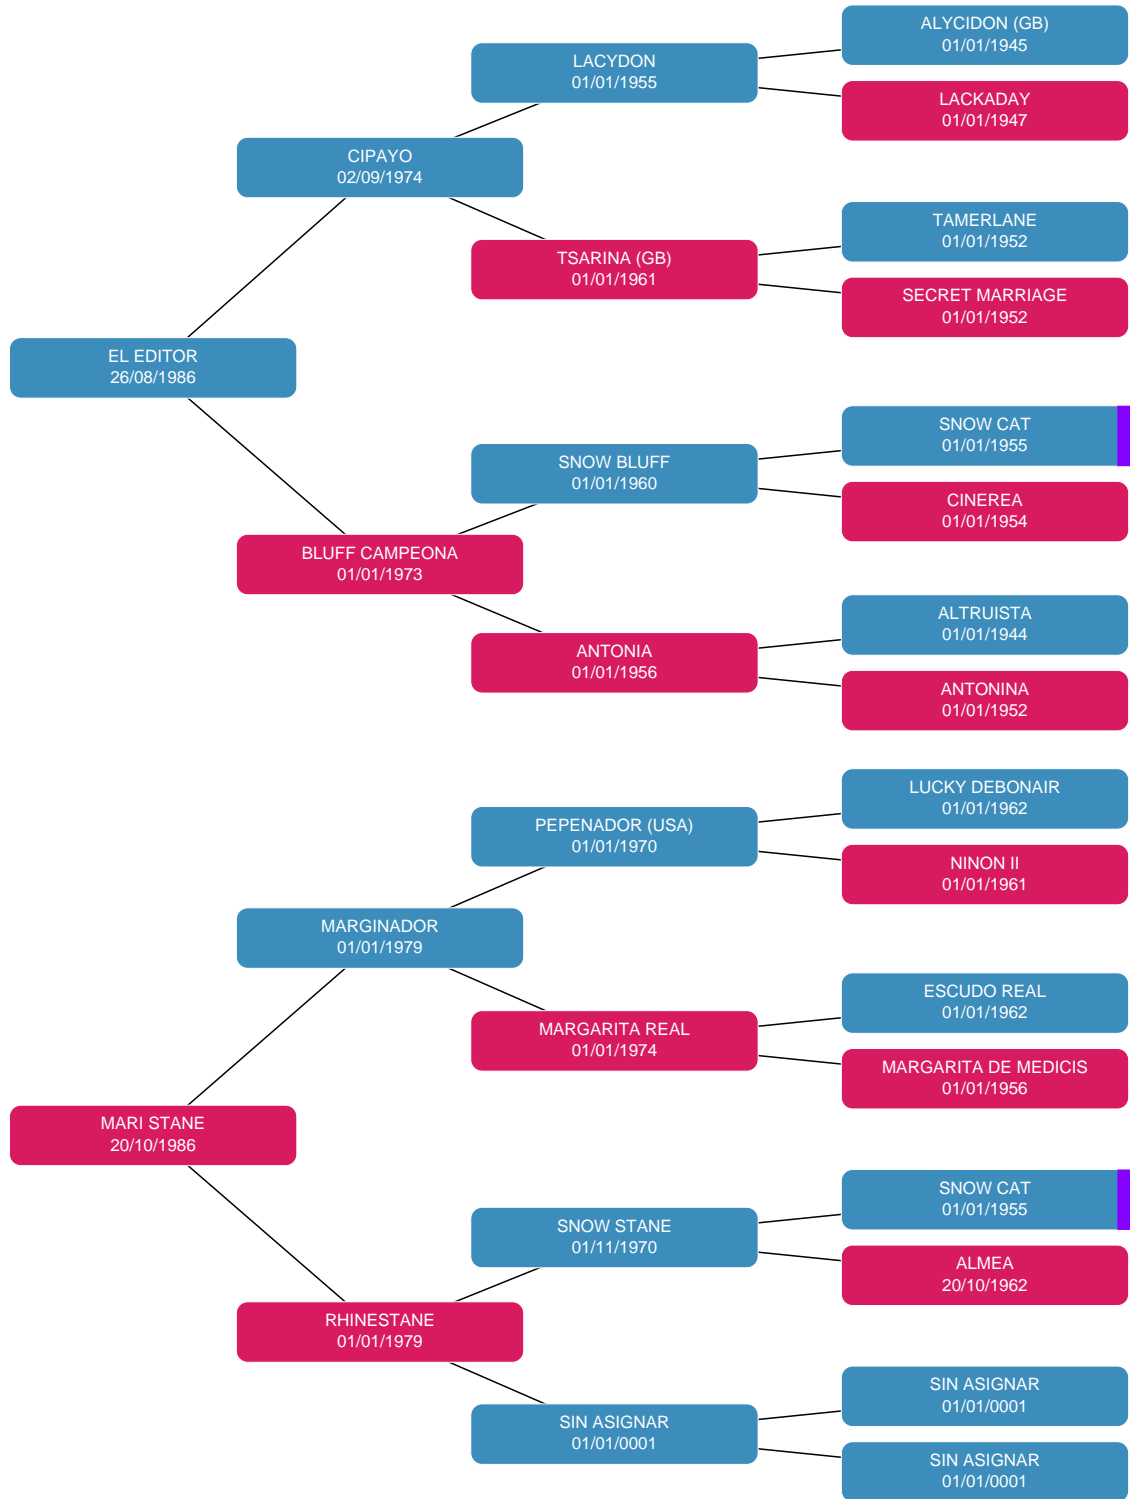 ALYCIDON (GB)
01/01/1945
LACYDON
01/01/1955
LACKADAY
01/01/1947
CIPAYO
02/09/1974
TAMERLANE
01/01/1952
TSARINA (GB)
01/01/1961
SECRET MARRIAGE
01/01/1952
EL EDITOR
26/08/1986
SNOW CAT
01/01/1955
SNOW BLUFF
01/01/1960
CINEREA
01/01/1954
BLUFF CAMPEONA
01/01/1973
ALTRUISTA
01/01/1944
ANTONIA
01/01/1956
ANTONINA
01/01/1952
LUCKY DEBONAIR
01/01/1962
PEPENADOR (USA)
01/01/1970
NINON II
01/01/1961
MARGINADOR
01/01/1979
ESCUDO REAL
01/01/1962
MARGARITA REAL
01/01/1974
MARGARITA DE MEDICIS
01/01/1956
MARI STANE
20/10/1986
SNOW CAT
01/01/1955
SNOW STANE
01/11/1970
ALMEA
20/10/1962
RHINESTANE
01/01/1979
SIN ASIGNAR
01/01/0001
SIN ASIGNAR
01/01/0001
SIN ASIGNAR
01/01/0001